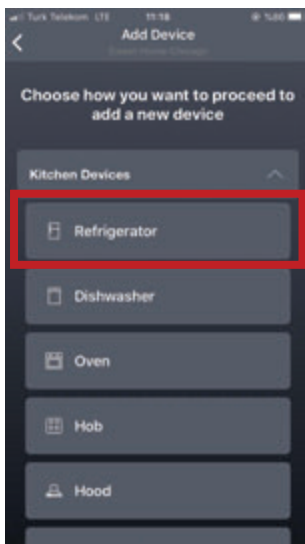 Turk Telekom LTE 11:18 %80
Add Device
Choose how you want to proceed to
add a new device
Kitchen Devices
Refrigerator
Dishwasher
Oven
Hob
Hood